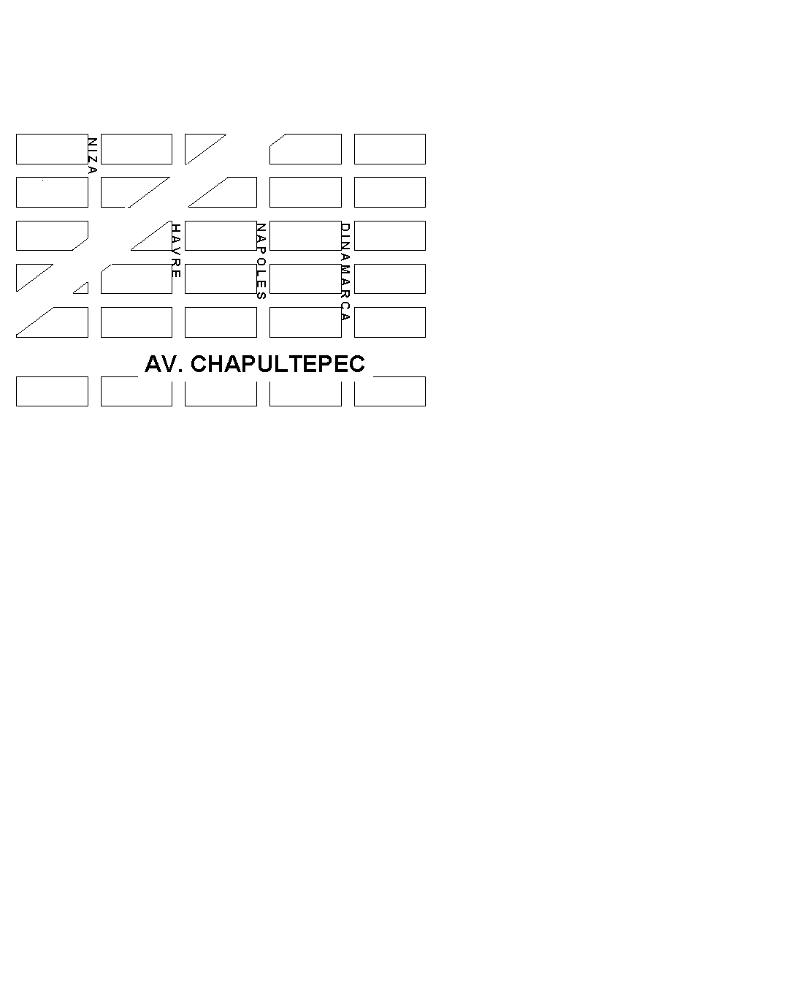 NIZA
HAVRE
NAPOLES
DINAMARCA
AV. CHAPULTEPEC